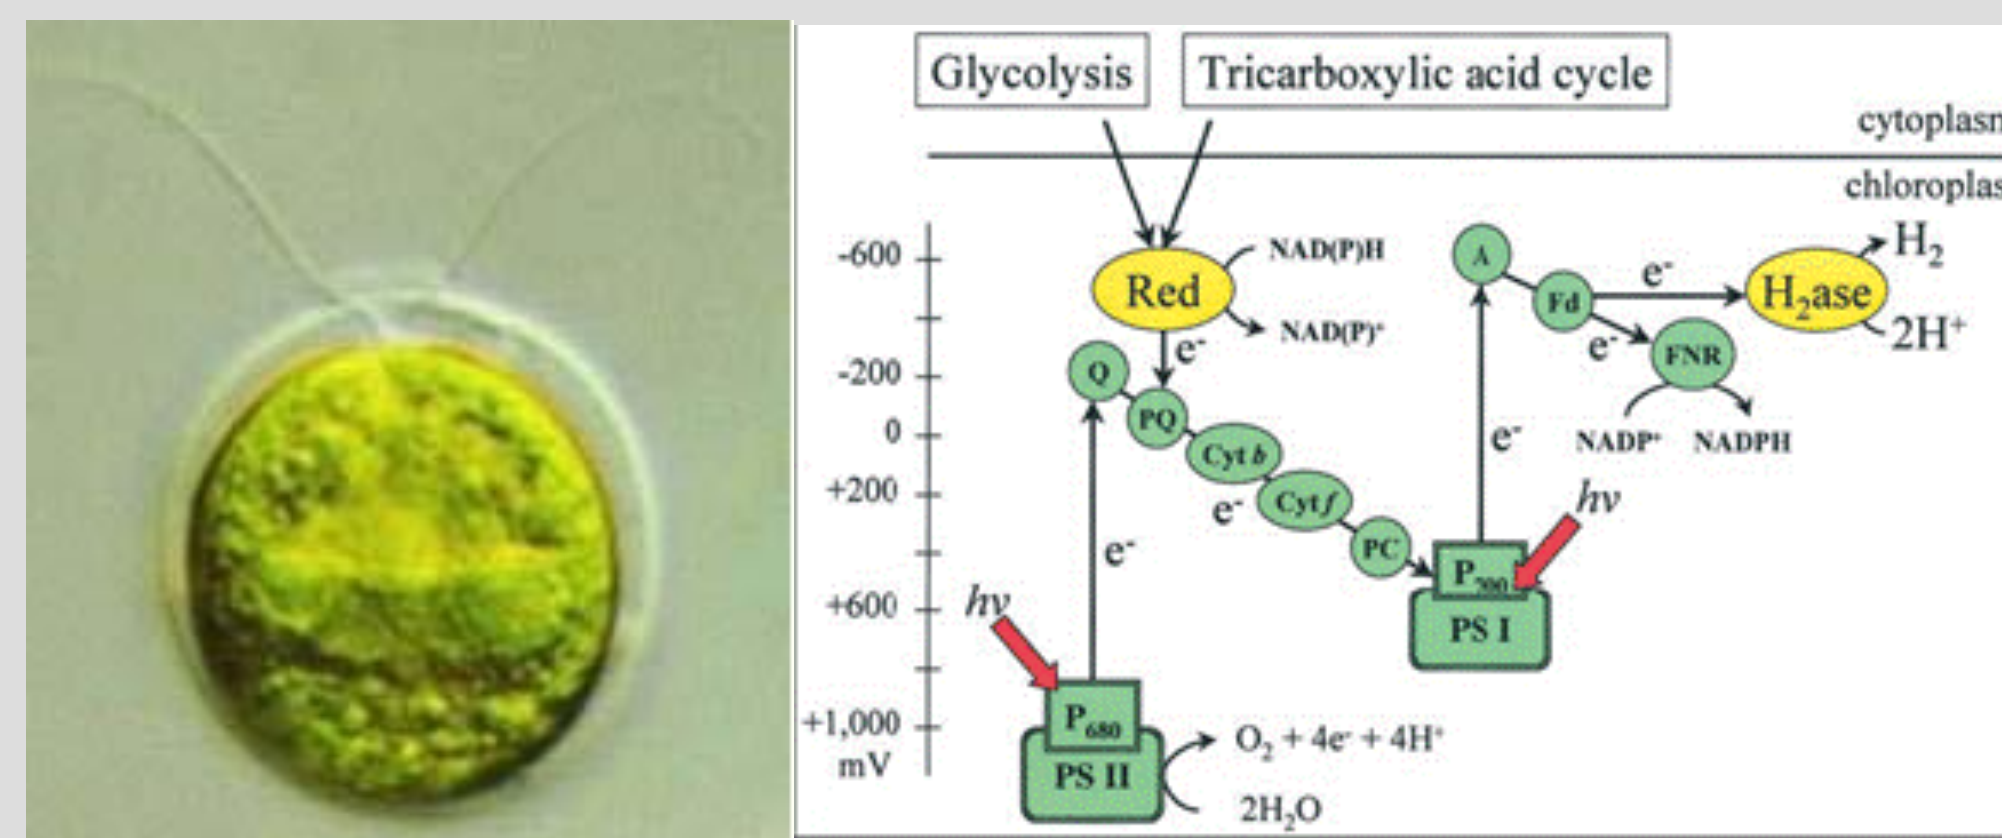 Glycolysis
Tricarboxylic acid cycle
cytoplasm
chloroplas
-600
-200
0
+200
+600
+1,000
mV
Red
NAD(P)H
NAD(P)⁺
e⁻
Q
PQ
Cyt b
Cyt f
e⁻
PC
e⁻
hν
P₆₈₀
PS II
O₂ + 4e⁻ + 4H⁺
2H₂O
A
Fd
e⁻
H₂ase
H₂
2H⁺
e⁻
FNR
NADP⁺
NADPH
e⁻
hν
P₇₀₀
PS I